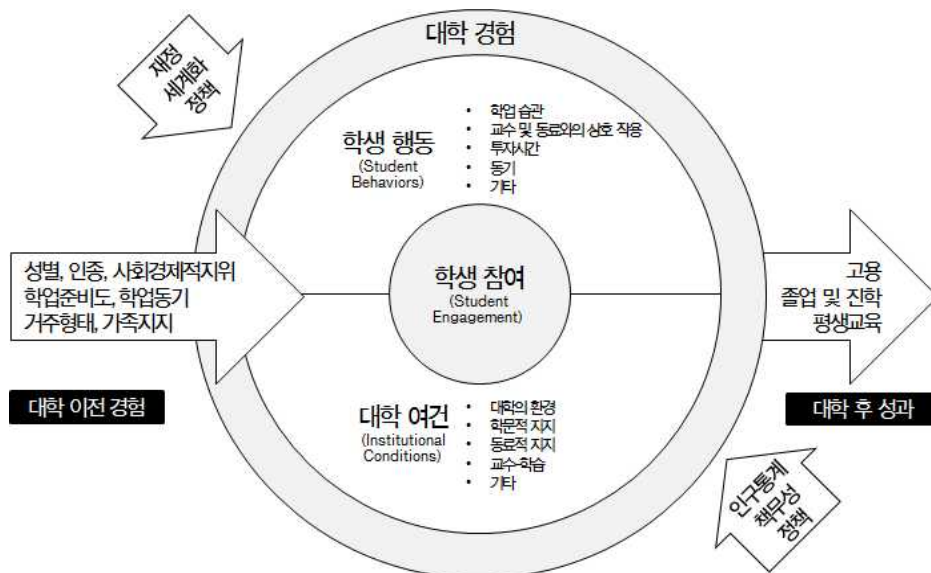 대학 경험
재정
세계화
정책
학생 행동
(Student
Behaviors)
• 학업 습관
• 교수 및 동료와의 상호 작용
• 투자시간
• 동기
• 기타
성별, 인종, 사회경제적지위
학업준비도, 학업동기
거주형태, 가족지지
학생 참여
(Student
Engagement)
고용
졸업 및 진학
평생교육
대학 이전 경험
대학 후 성과
대학 여건
(Institutional
Conditions)
• 대학의 환경
• 학문적 지지
• 동료적 지지
• 교수-학습
• 기타
인구통계
책무성
정책